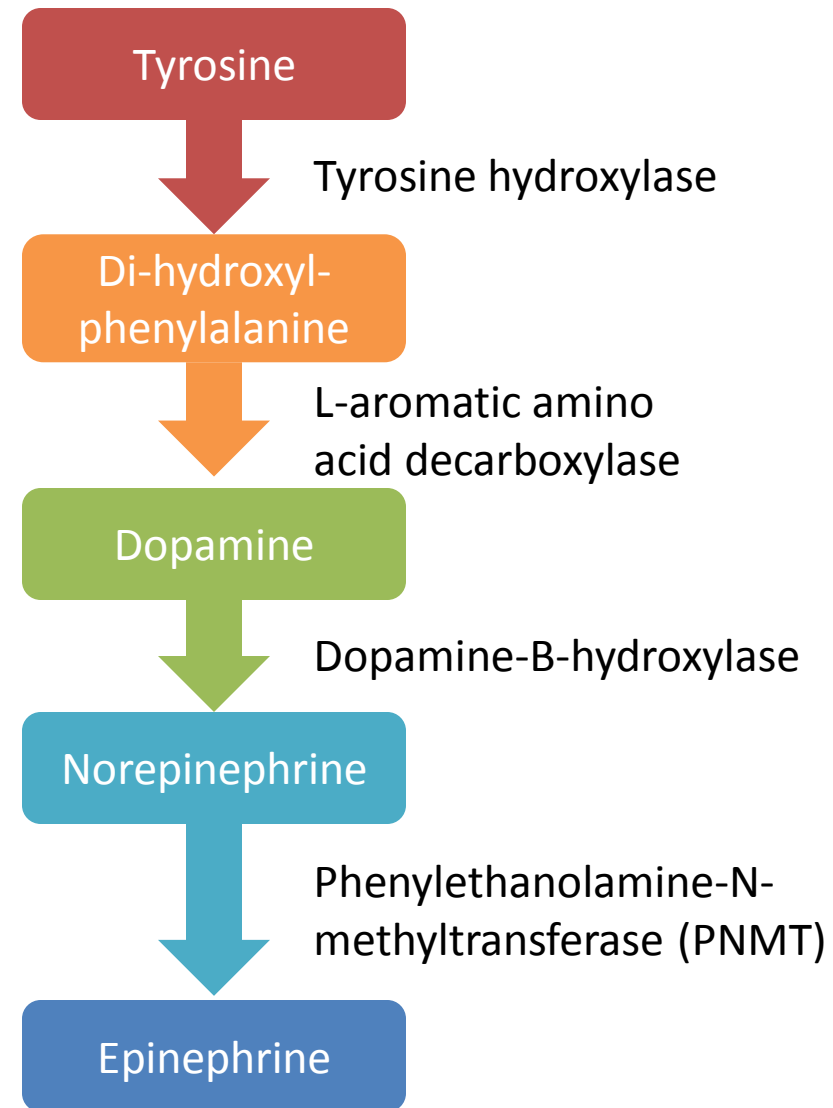 Tyrosine
Tyrosine hydroxylase
Di-hydroxyl-
phenylalanine
L-aromatic amino
acid decarboxylase
Dopamine
Dopamine-B-hydroxylase
Norepinephrine
Phenylethanolamine-N-
methyltransferase (PNMT)
Epinephrine